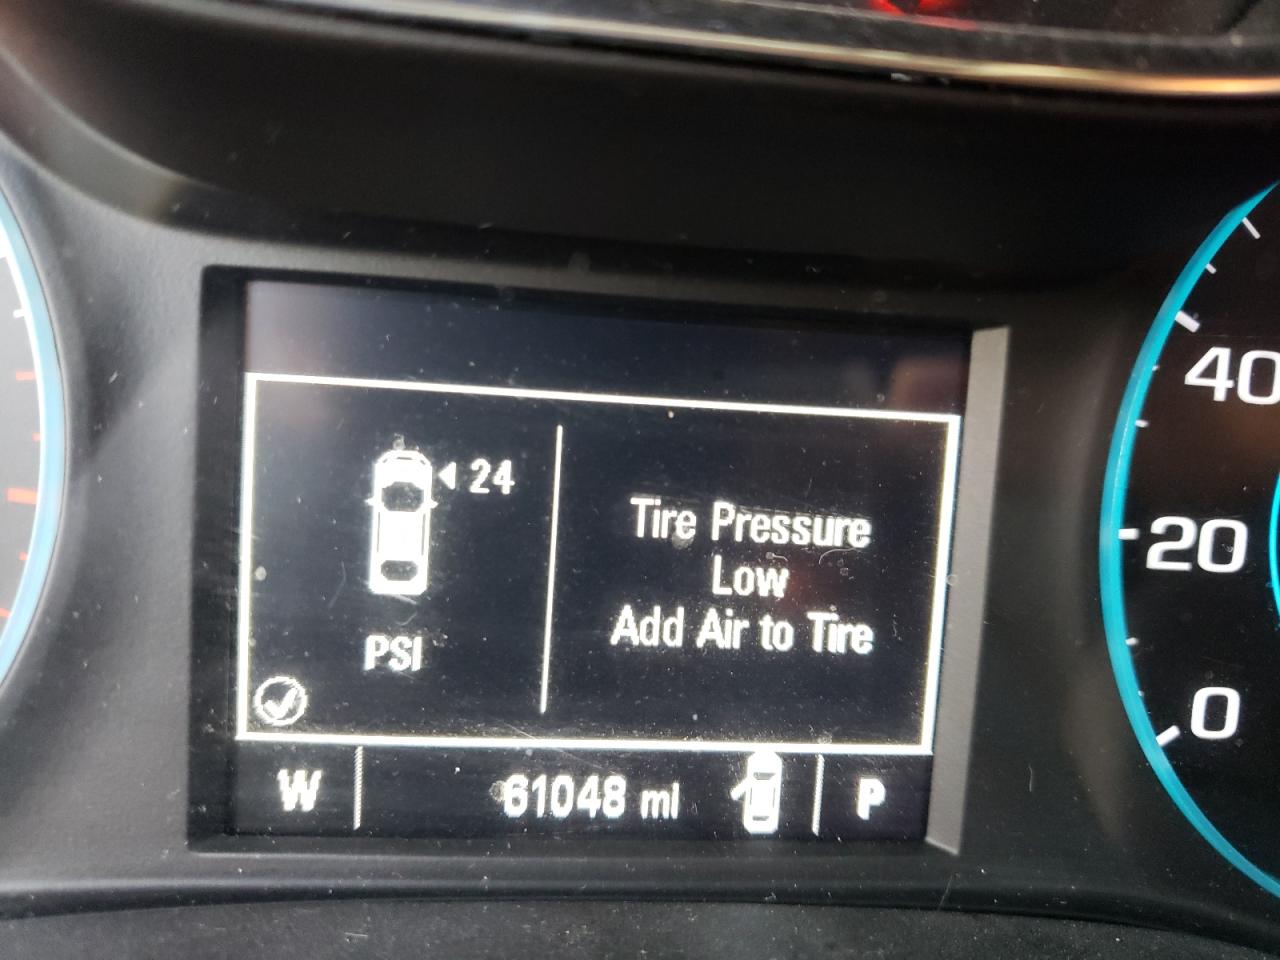 24
Tire Pressure
Low
Add Air to Tire
PSI
W
61048 mi
P
40
20
0